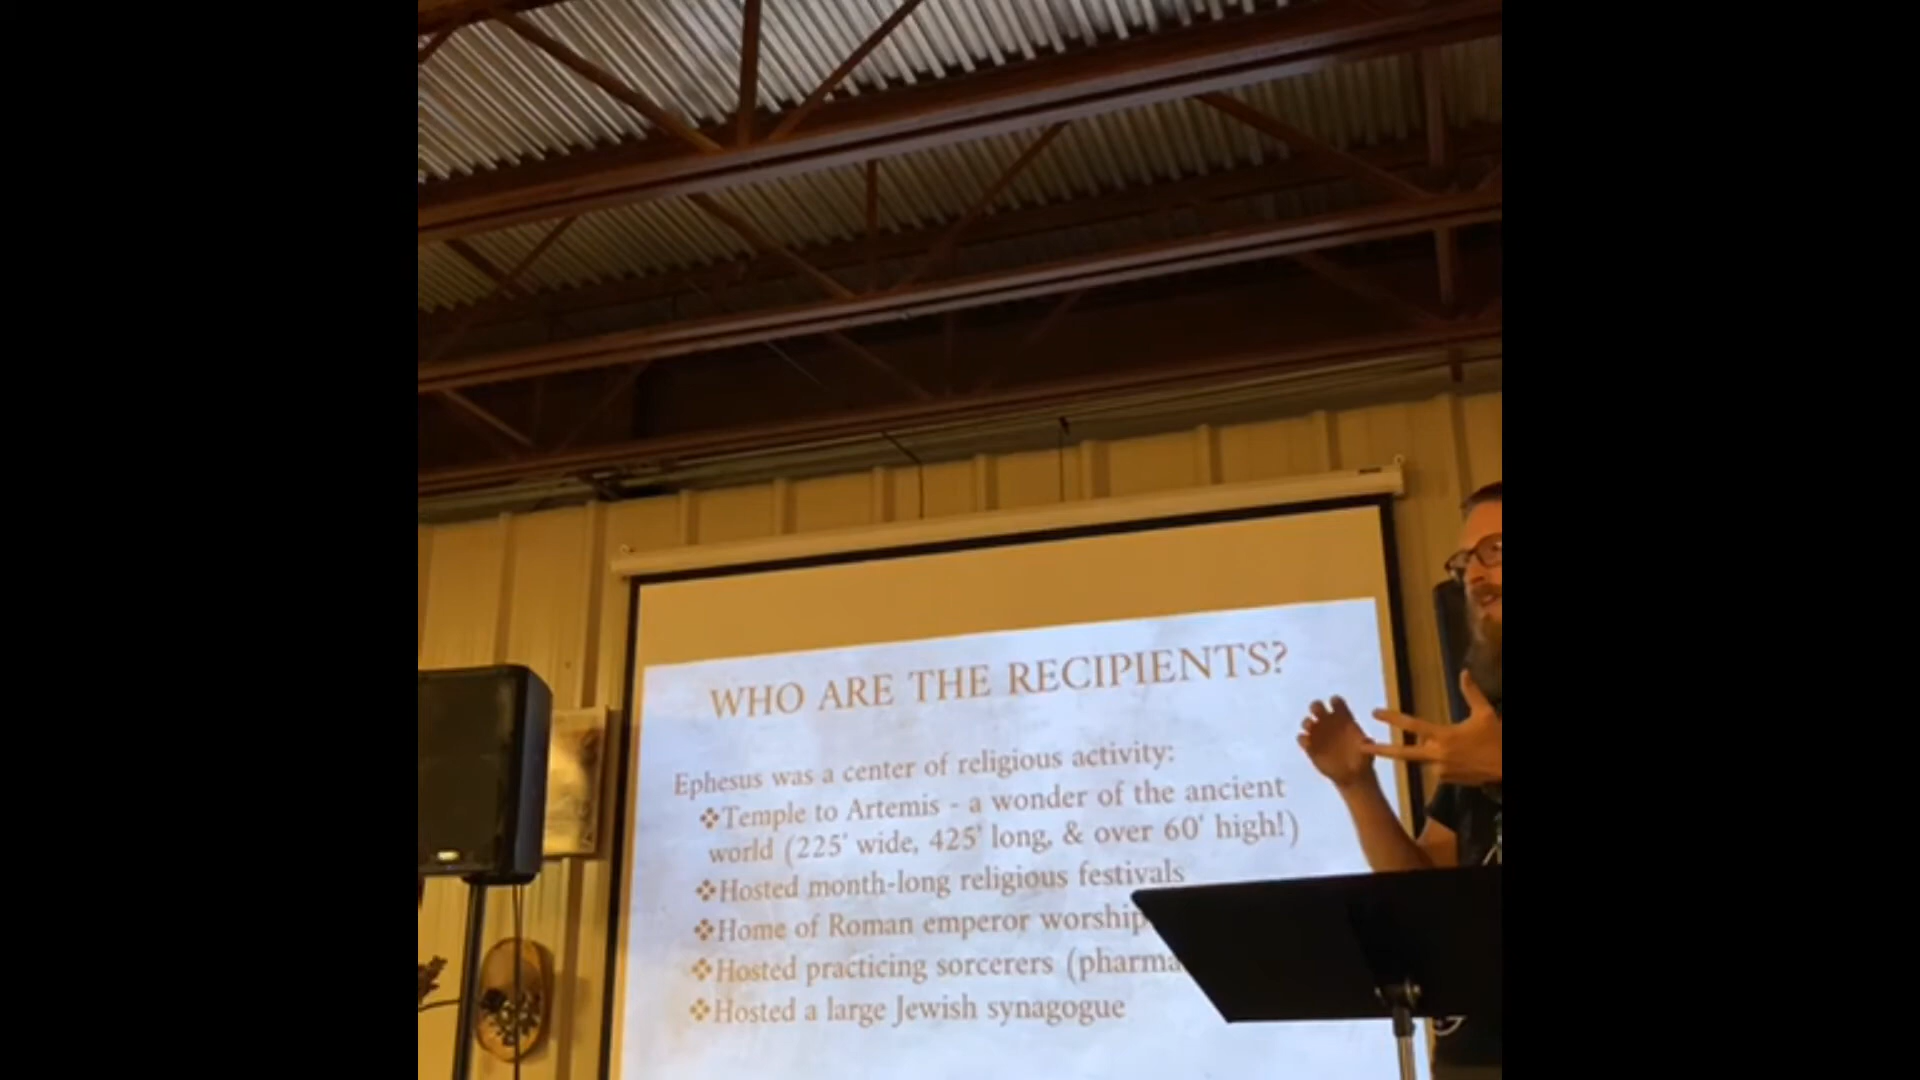 WHO ARE THE RECIPIENTS?
Ephesus was a center of religious activity:
❖Temple to Artemis - a wonder of the ancient
world (225' wide, 425' long, & over 60' high!)
❖Hosted month-long religious festivals
❖Home of Roman emperor worship
❖Hosted practicing sorcerers
❖Hosted a large Jewish synagogue